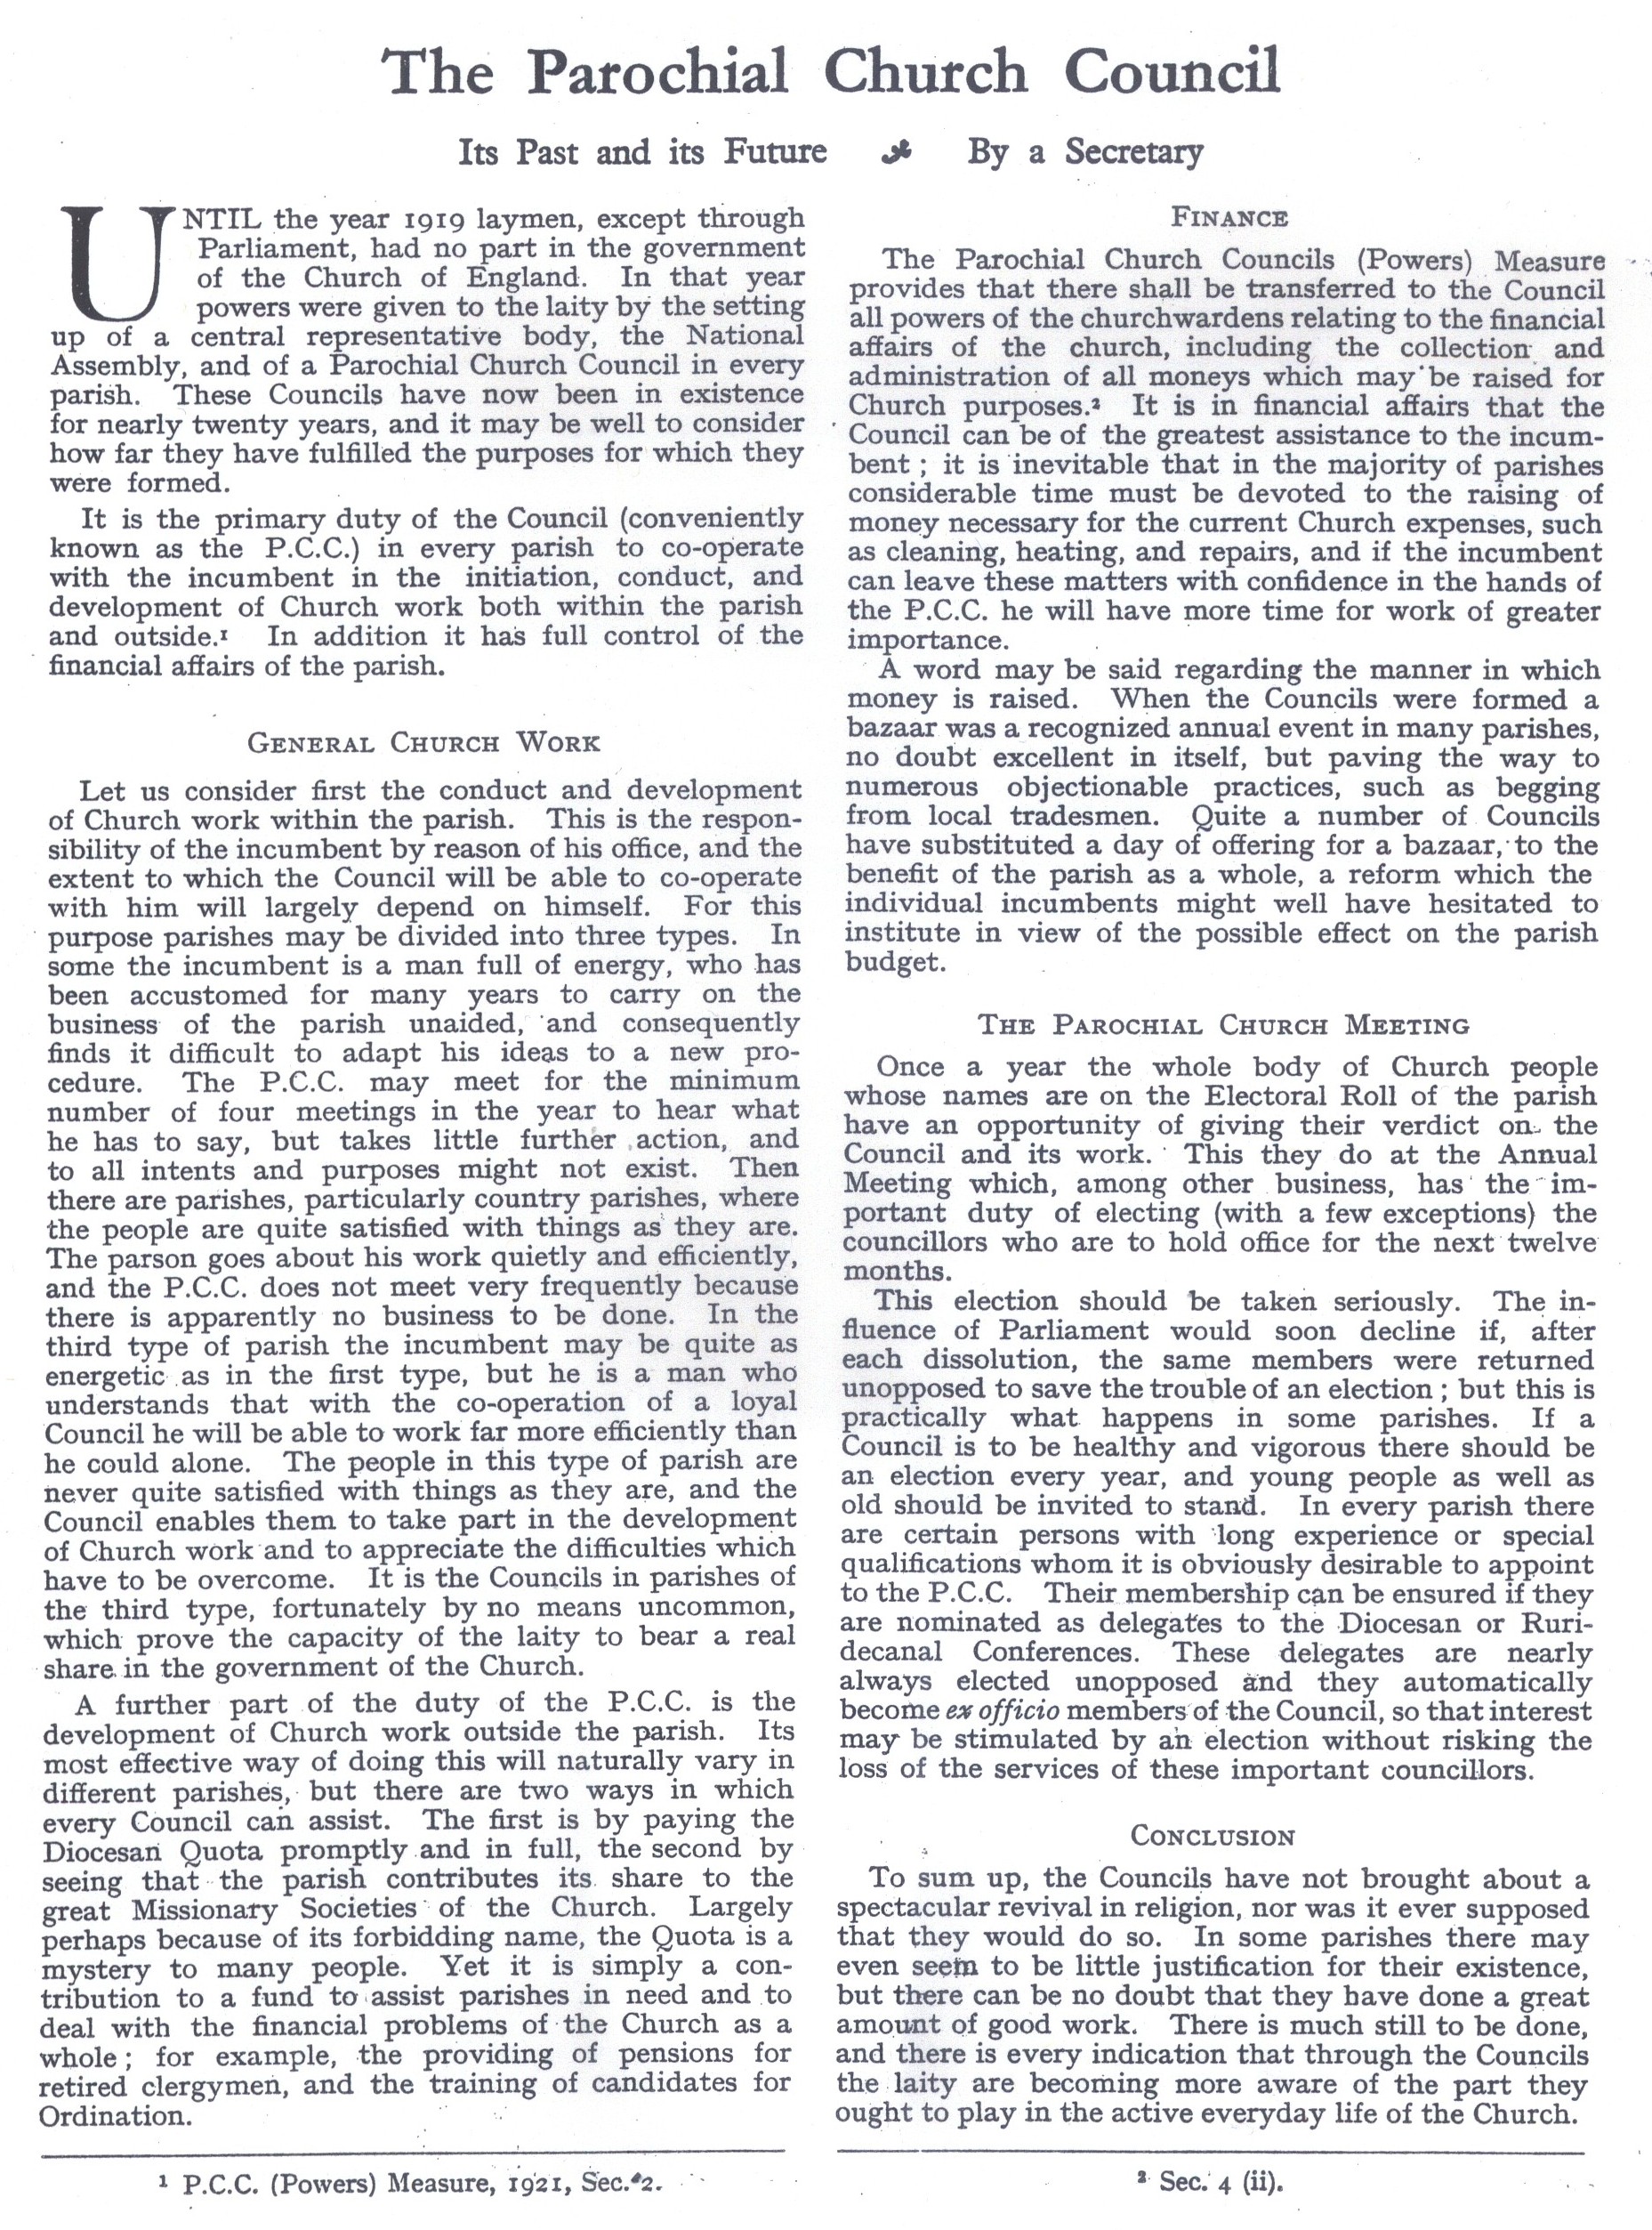 The Parochial Church Council
Its Past and its Future By a Secretary
UNTIL the year 1919 laymen, except through
Parliament, had no part in the government
of the Church of England. In that year
powers were given to the laity by the setting
up of a central representative body, the National
Assembly, and of a Parochial Church Council in every
parish. These Councils have now been in existence
for nearly twenty years, and it may be well to consider
how far they have fulfilled the purposes for which they
were formed.
It is the primary duty of the Council (conveniently
known as the P.C.C.) in every parish to co-operate
with the incumbent in the initiation, conduct, and
development of Church work both within the parish
and outside.¹ In addition it has full control of the
financial affairs of the parish.
GENERAL CHURCH WORK
Let us consider first the conduct and development
of Church work within the parish. This is the respon-
sibility of the incumbent by reason of his office, and the
extent to which the Council will be able to co-operate
with him will largely depend on himself. For this
purpose parishes may be divided into three types. In
some the incumbent is a man full of energy, who has
been accustomed for many years to carry on the
business of the parish unaided, and consequently
finds it difficult to adapt his ideas to a new pro-
cedure. The P.C.C. may meet for the minimum
number of four meetings in the year to hear what
he has to say, but takes little further action, and
to all intents and purposes might not exist. Then
there are parishes, particularly country parishes, where
the people are quite satisfied with things as they are.
The parson goes about his work quietly and efficiently,
and the P.C.C. does not meet very frequently because
there is apparently no business to be done. In the
third type of parish the incumbent may be quite as
energetic as in the first type, but he is a man who
understands that with the co-operation of a loyal
Council he will be able to work far more efficiently than
he could alone. The people in this type of parish are
never quite satisfied with things as they are, and the
Council enables them to take part in the development
of Church work and to appreciate the difficulties which
have to be overcome. It is the Councils in parishes of
the third type, fortunately by no means uncommon,
which prove the capacity of the laity to bear a real
share in the government of the Church.
A further part of the duty of the P.C.C. is the
development of Church work outside the parish. Its
most effective way of doing this will naturally vary in
different parishes, but there are two ways in which
every Council can assist. The first is by paying the
Diocesan Quota promptly and in full, the second by
seeing that the parish contributes its share to the
great Missionary Societies of the Church. Largely
perhaps because of its forbidding name, the Quota is a
mystery to many people. Yet it is simply a con-
tribution to a fund to assist parishes in need and to
deal with the financial problems of the Church as a
whole; for example, the providing of pensions for
retired clergymen, and the training of candidates for
Ordination.
¹ P.C.C. (Powers) Measure, 1921, Sec. 2.
FINANCE
The Parochial Church Councils (Powers) Measure
provides that there shall be transferred to the Council
all powers of the churchwardens relating to the financial
affairs of the church, including the collection and
administration of all moneys which may be raised for
Church purposes.² It is in financial affairs that the
Council can be of the greatest assistance to the incum-
bent; it is inevitable that in the majority of parishes
considerable time must be devoted to the raising of
money necessary for the current Church expenses, such
as cleaning, heating, and repairs, and if the incumbent
can leave these matters with confidence in the hands of
the P.C.C. he will have more time for work of greater
importance.
A word may be said regarding the manner in which
money is raised. When the Councils were formed a
bazaar was a recognized annual event in many parishes,
no doubt excellent in itself, but paving the way to
numerous objectionable practices, such as begging
from local tradesmen. Quite a number of Councils
have substituted a day of offering for a bazaar, to the
benefit of the parish as a whole, a reform which the
individual incumbents might well have hesitated to
institute in view of the possible effect on the parish
budget.
THE PAROCHIAL CHURCH MEETING
Once a year the whole body of Church people
whose names are on the Electoral Roll of the parish
have an opportunity of giving their verdict on the
Council and its work. This they do at the Annual
Meeting which, among other business, has the im-
portant duty of electing (with a few exceptions) the
councillors who are to hold office for the next twelve
months.
This election should be taken seriously. The in-
fluence of Parliament would soon decline if, after
each dissolution, the same members were returned
unopposed to save the trouble of an election; but this is
practically what happens in some parishes. If a
Council is to be healthy and vigorous there should be
an election every year, and young people as well as
old should be invited to stand. In every parish there
are certain persons with long experience or special
qualifications whom it is obviously desirable to appoint
to the P.C.C. Their membership can be ensured if they
are nominated as delegates to the Diocesan or Ruri-
decanal Conferences. These delegates are nearly
always elected unopposed and they automatically
become ex officio members of the Council, so that interest
may be stimulated by an election without risking the
loss of the services of these important councillors.
CONCLUSION
To sum up, the Councils have not brought about a
spectacular revival in religion, nor was it ever supposed
that they would do so. In some parishes there may
even seem to be little justification for their existence,
but there can be no doubt that they have done a great
amount of good work. There is much still to be done,
and there is every indication that through the Councils
the laity are becoming more aware of the part they
ought to play in the active everyday life of the Church.
² Sec. 4 (ii).